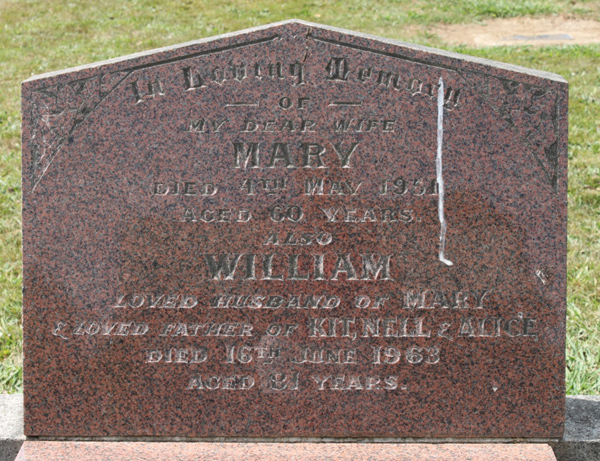 In Loving Memory
OF
MY DEAR WIFE
MARY
DIED 4TH MAY 1951
AGED 60 YEARS.
ALSO
WILLIAM
LOVED HUSBAND OF MARY
& LOVED FATHER OF KIT, NELL & ALICE
DIED 16TH JUNE 1963
AGED 81 YEARS.